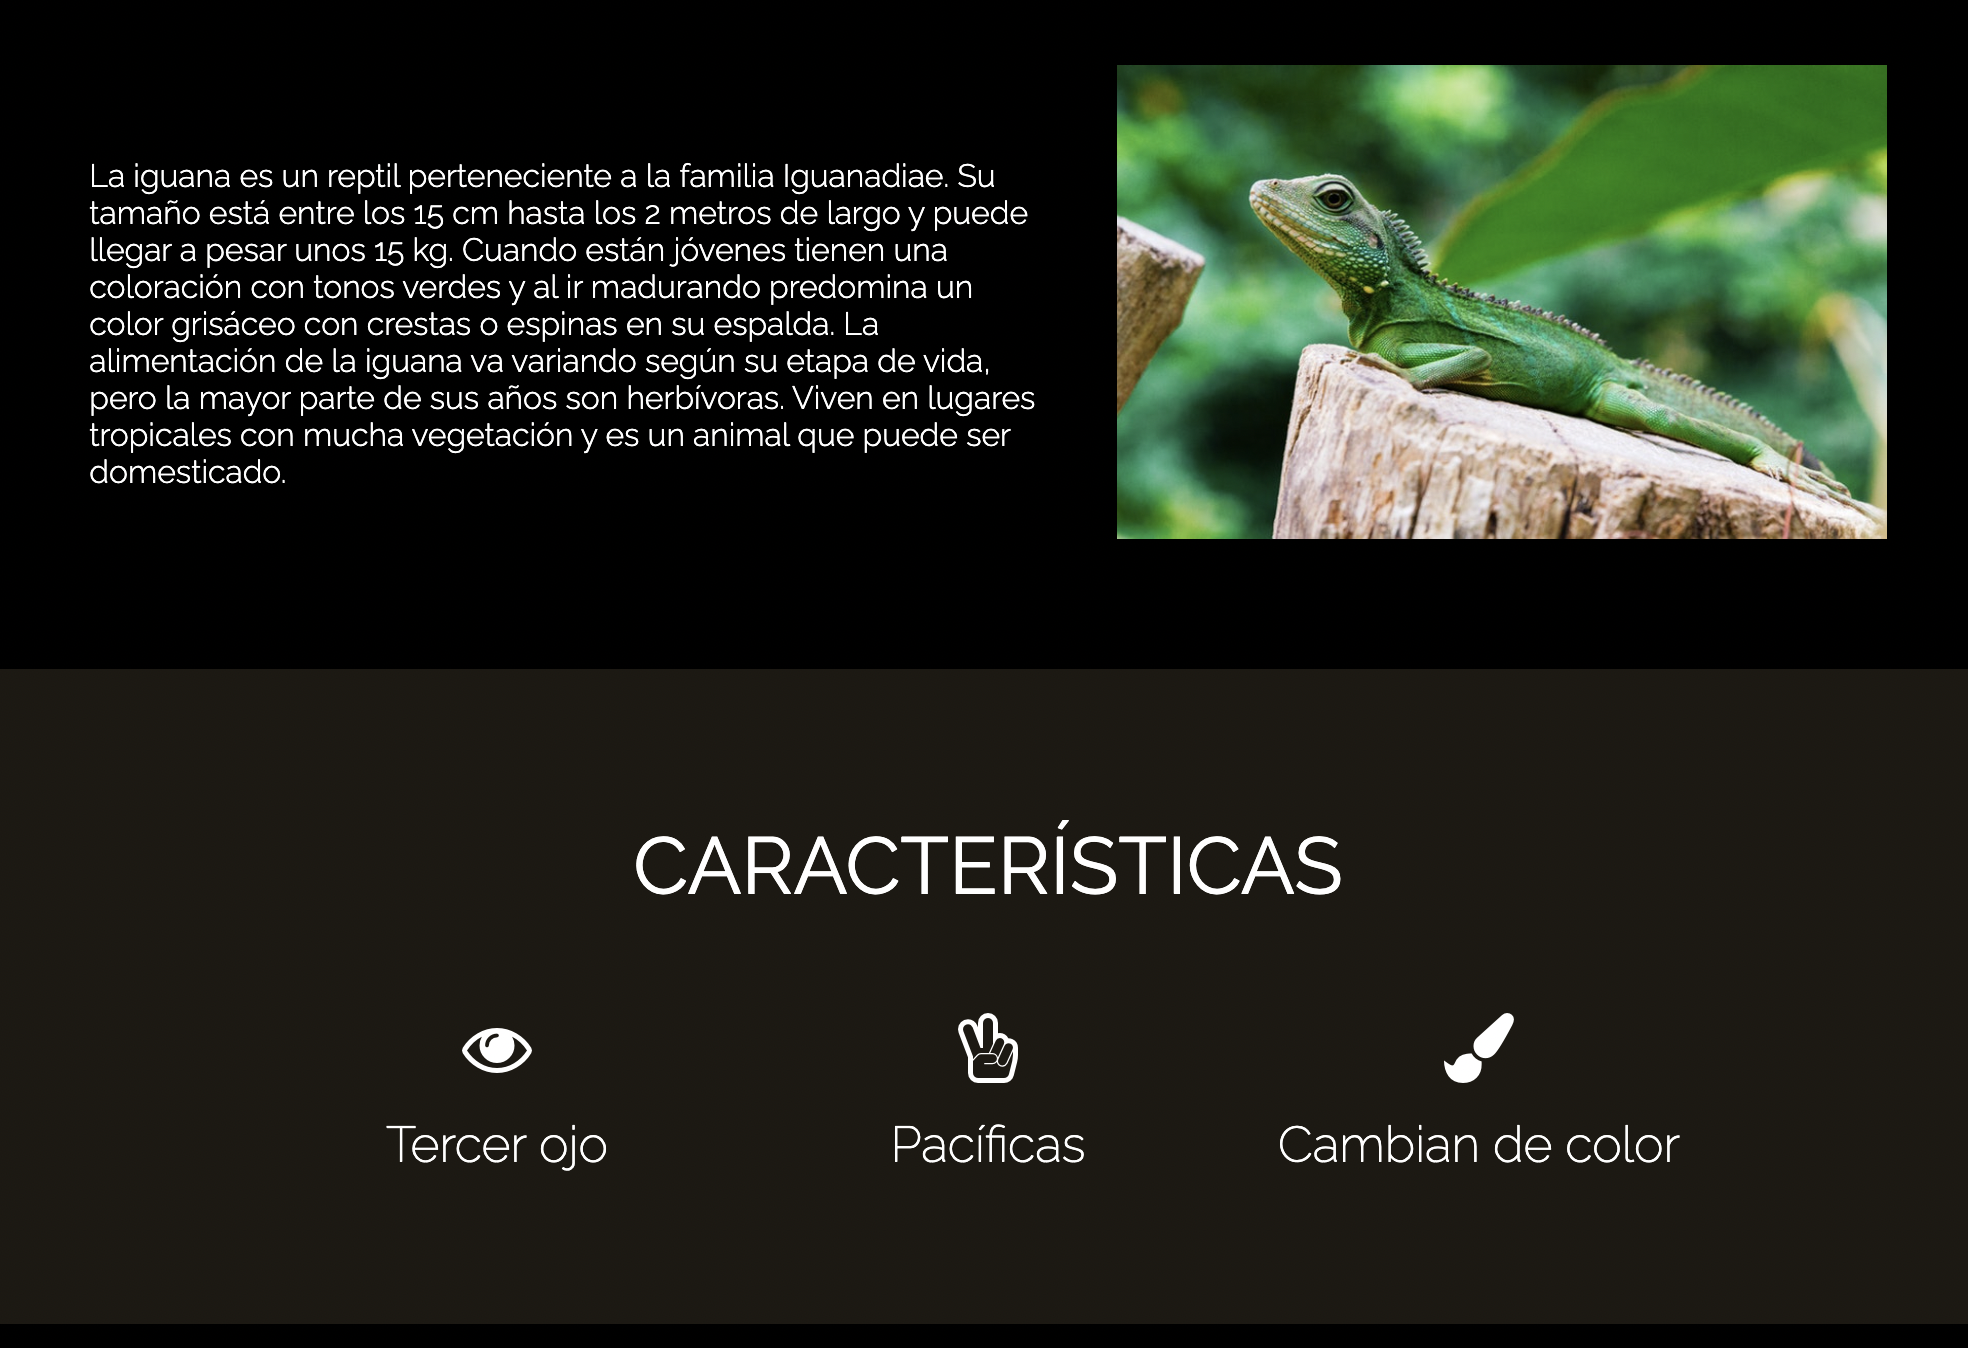 La iguana es un reptil perteneciente a la familia Iguanadiae. Su
tamaño está entre los 15 cm hasta los 2 metros de largo y puede
llegar a pesar unos 15 kg. Cuando están jóvenes tienen una
coloración con tonos verdes y al ir madurando predomina un
color grisáceo con crestas o espinas en su espalda. La
alimentación de la iguana va variando según su etapa de vida,
pero la mayor parte de sus años son herbívoras. Viven en lugares
tropicales con mucha vegetación y es un animal que puede ser
domesticado.
CARACTERÍSTICAS
Tercer ojo
Pacíficas
Cambian de color